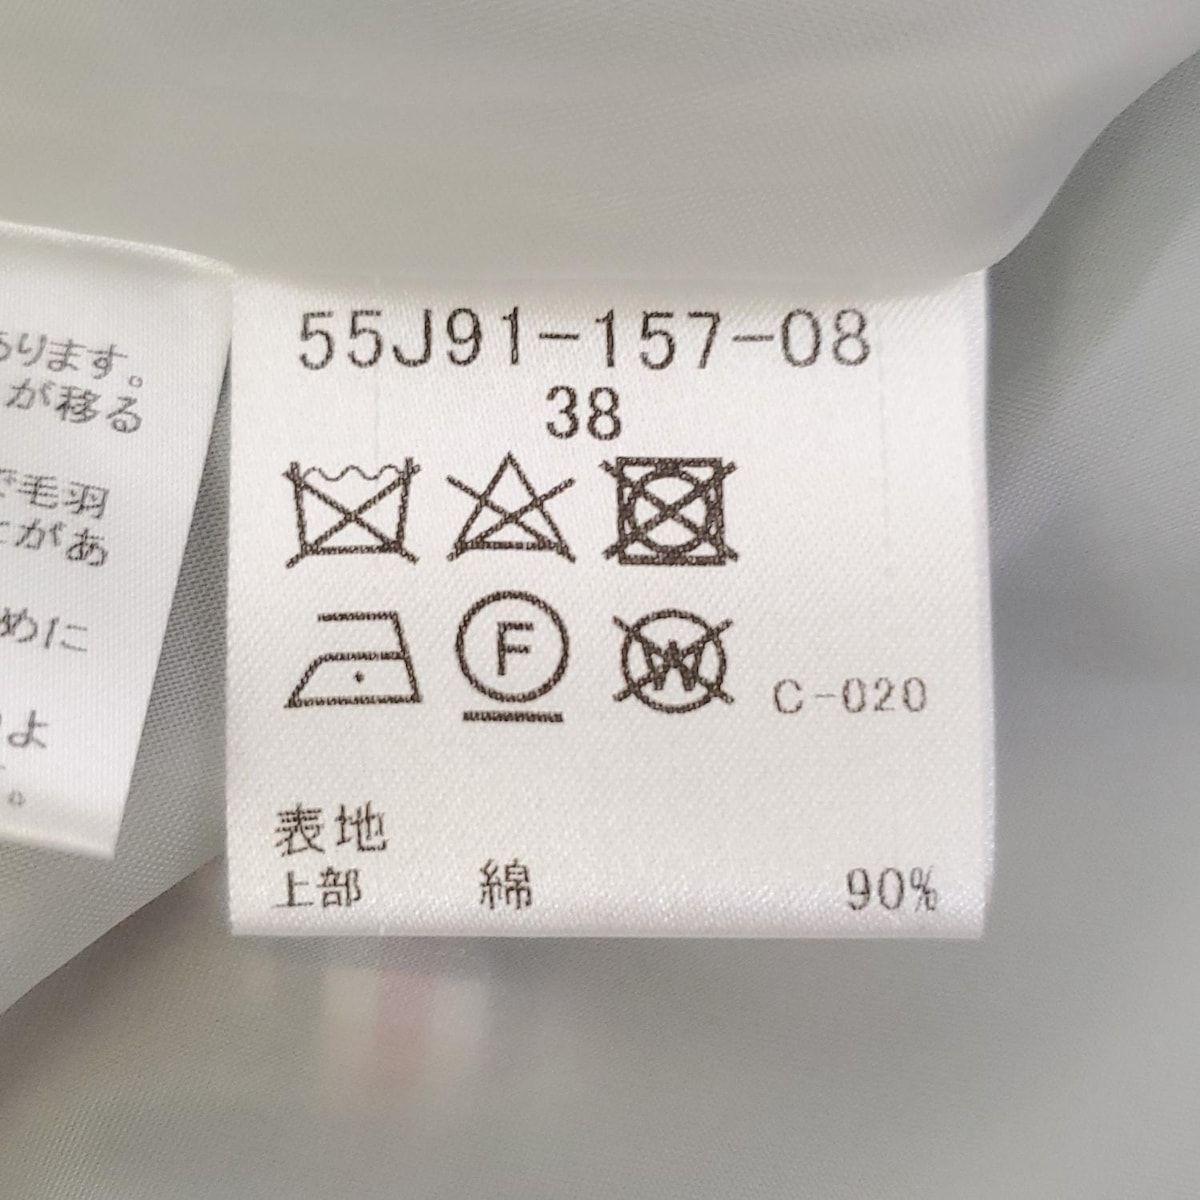 あります。
が移る
毛羽
とがあ
めに
よ
55J91-157-08
38
F
W
C-020
表地
上部 綿 90%